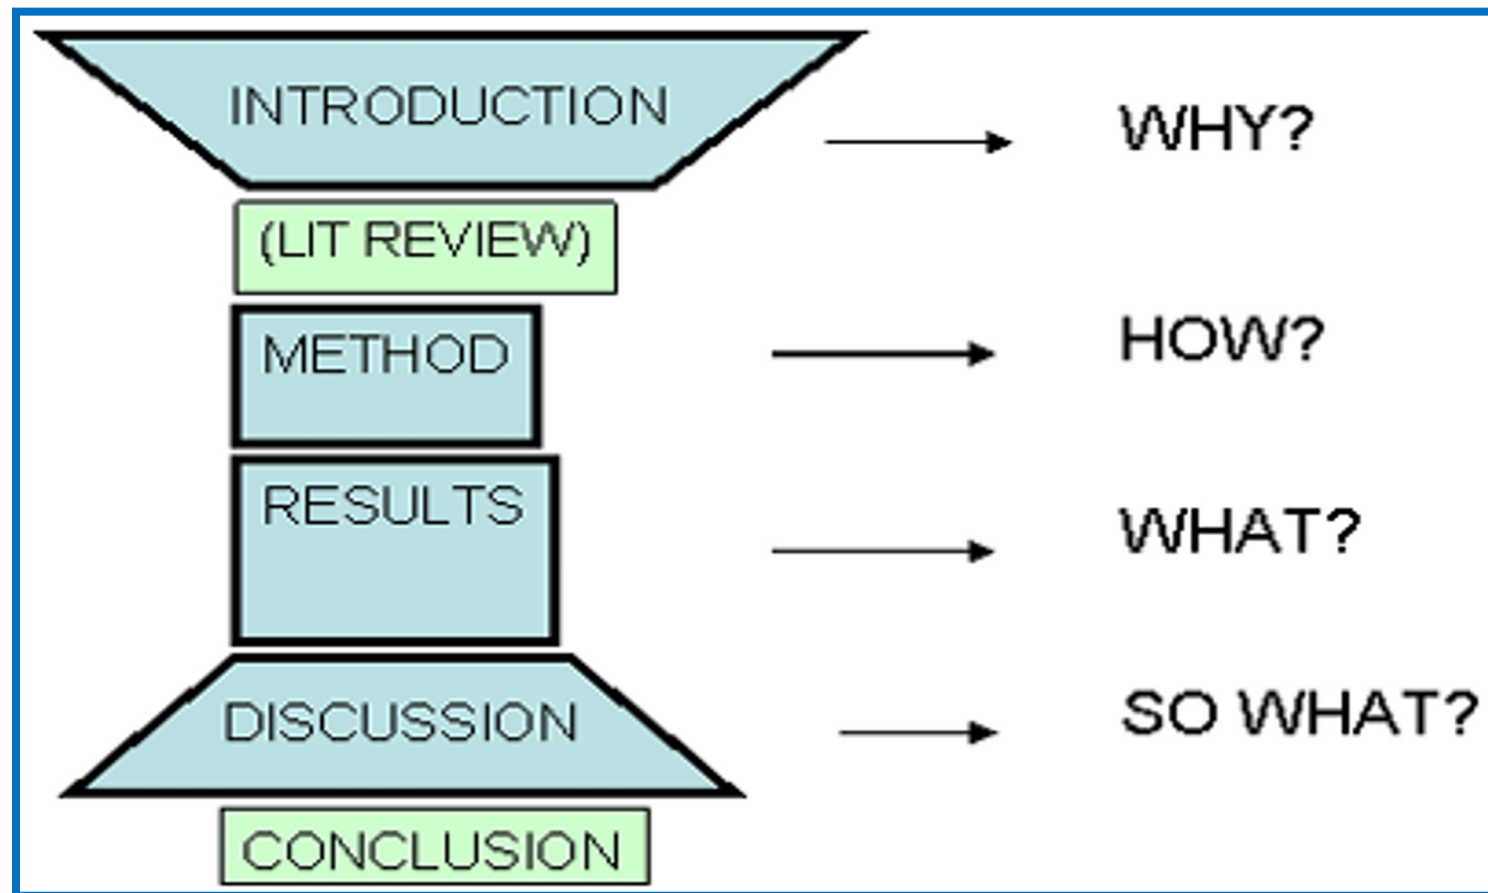 INTRODUCTION
WHY?
(LIT REVIEW)
METHOD
HOW?
RESULTS
WHAT?
DISCUSSION
SO WHAT?
CONCLUSION